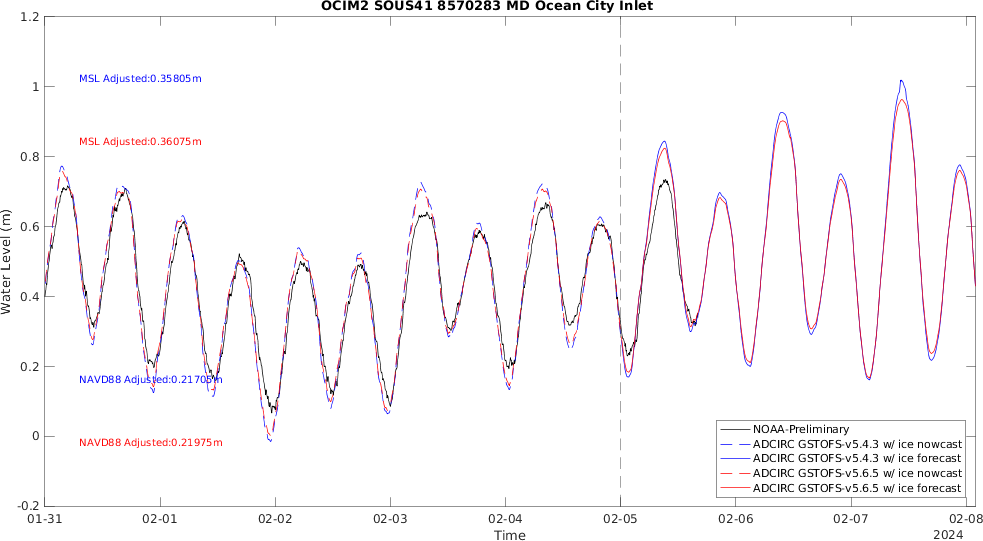 OCIM2 SOUS41 8570283 MD Ocean City Inlet
1.2
1
0.8
0.6
0.4
0.2
0
-0.2
Water Level (m)
MSL Adjusted:0.35805m
MSL Adjusted:0.36075m
NAVD88 Adjusted:0.21705m
NAVD88 Adjusted:0.21975m
NOAA-Preliminary
ADCIRC GSTOFS-v5.4.3 w/ ice nowcast
ADCIRC GSTOFS-v5.4.3 w/ ice forecast
ADCIRC GSTOFS-v5.6.5 w/ ice nowcast
ADCIRC GSTOFS-v5.6.5 w/ ice forecast
01-31 02-01 02-02 02-03 02-04 02-05 02-06 02-07 02-08
Time
2024